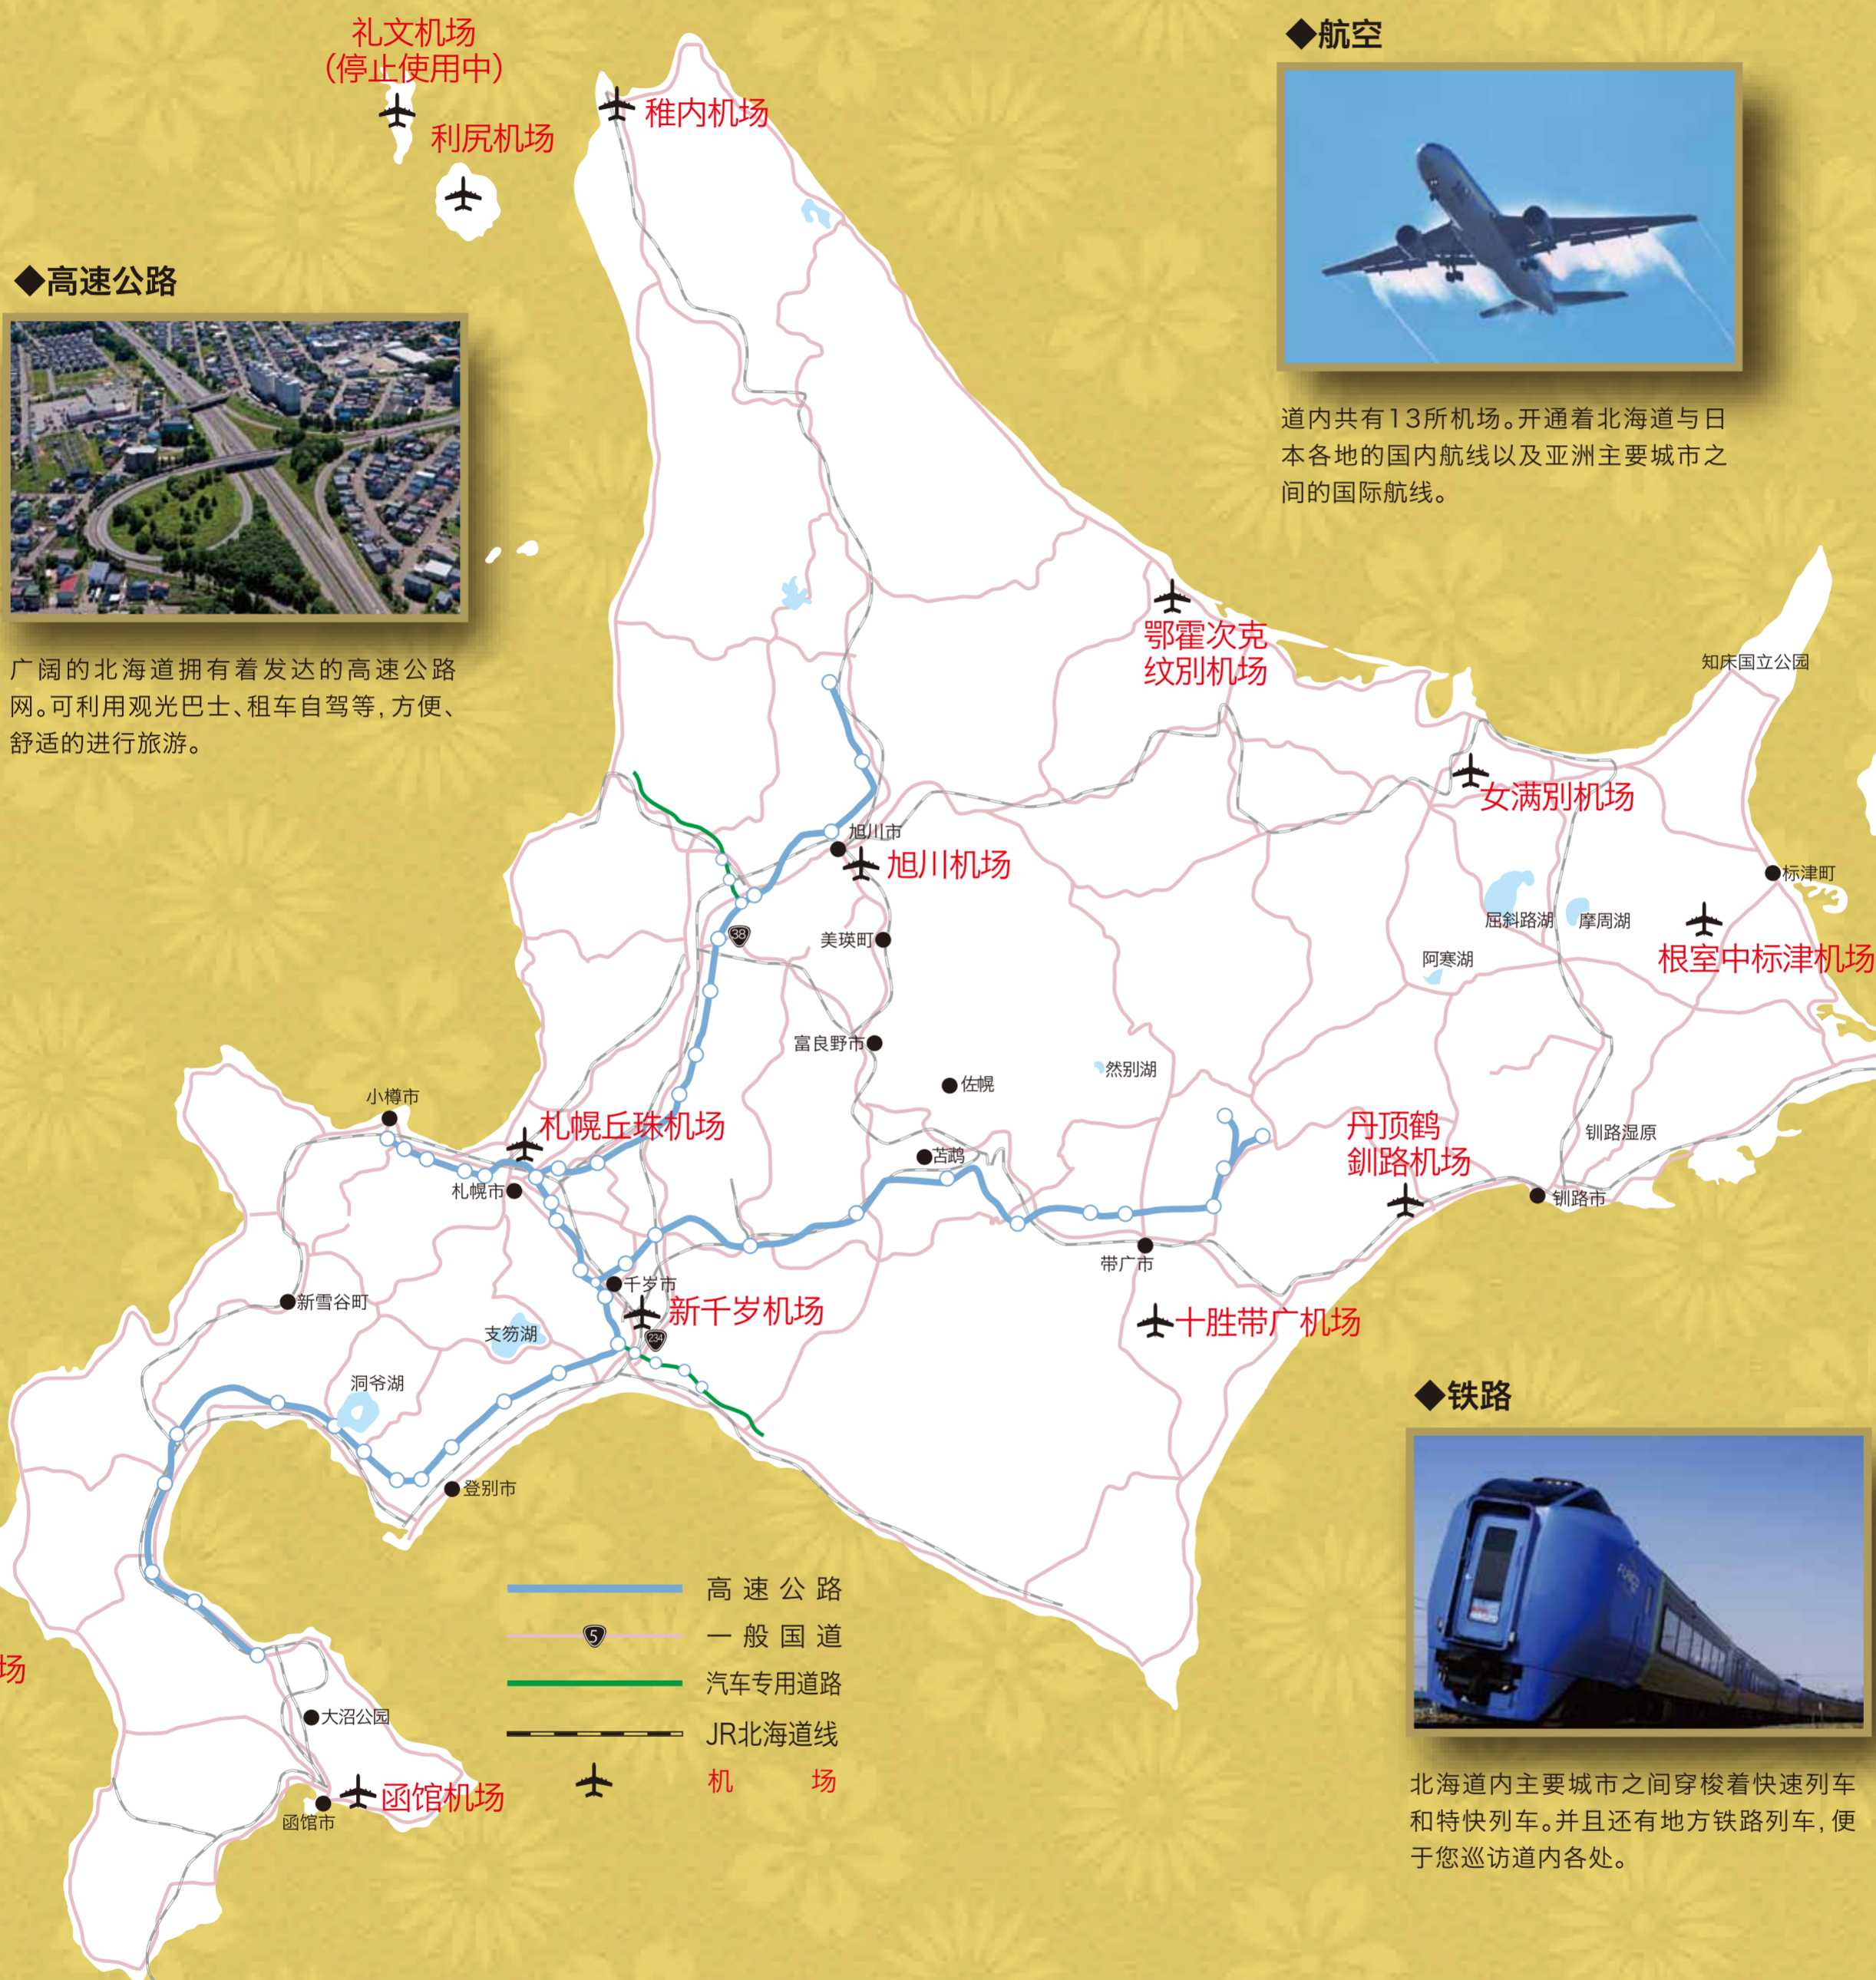 礼文机场
（停止使用中）
利尻机场
稚内机场
◆航空
道内共有13所机场。开通着北海道与日
本各地的国内航线以及亚洲主要城市之
间的国际航线。
◆高速公路
广阔的北海道拥有着发达的高速公路
网。可利用观光巴士、租车自驾等，方便、
舒适的进行旅游。
鄂霍次克
纹別机场
知床国立公园
女满別机场
旭川市
旭川机场
标津町
屈斜路湖
摩周湖
根室中标津机场
阿寒湖
38
美瑛町
富良野市
佐幌
然别湖
小樽市
札幌丘珠机场
札幌市
苫鹉
丹顶鹤
釧路机场
钏路湿原
钏路市
带广市
十胜带广机场
千岁市
新千岁机场
234
新雪谷町
支笏湖
洞爷湖
登别市
◆铁路
FURICO
北海道内主要城市之间穿梭着快速列车
和特快列车。并且还有地方铁路列车，便
于您巡访道内各处。
高速公路
5
一般国道
汽车专用道路
JR北海道线
机场
场
大沼公园
函馆机场
函馆市